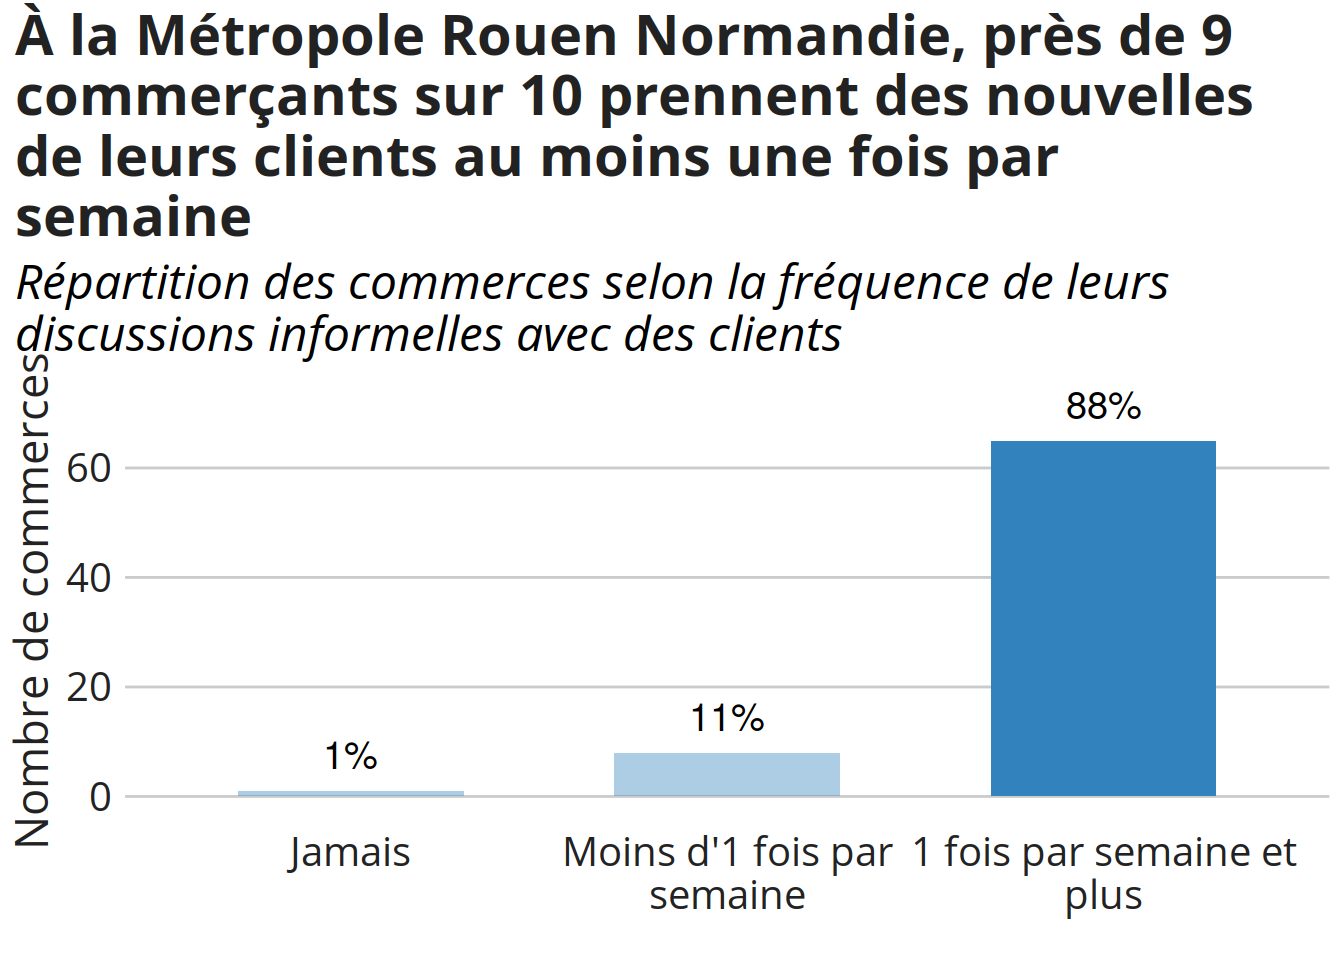 À la Métropole Rouen Normandie, près de 9
commerçants sur 10 prennent des nouvelles
de leurs clients au moins une fois par
semaine
Répartition des commerces selon la fréquence de leurs
discussions informelles avec des clients
Nombre de commerces
60
40
20
0
1%
11%
88%
Jamais
Moins d'1 fois par
semaine
1 fois par semaine et
plus